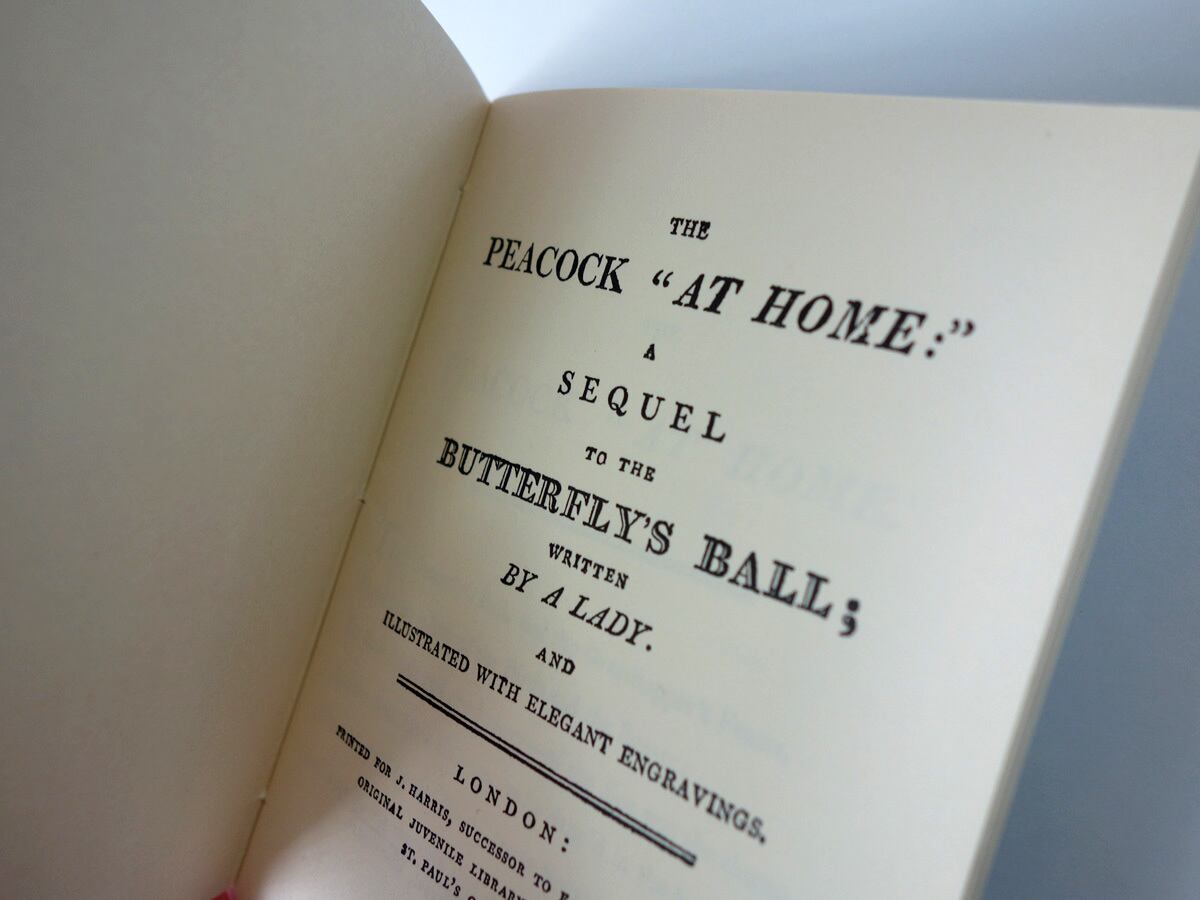 THE
PEACOCK “AT HOME:”
A
SEQUEL
TO THE
BUTTERFLY'S BALL;
WRITTEN
BY A LADY.
AND
ILLUSTRATED WITH ELEGANT ENGRAVINGS.
LONDON:
PRINTED FOR J. HARRIS, SUCCESSOR TO
ORIGINAL JUVENILE LIBRARY
ST. PAUL'S